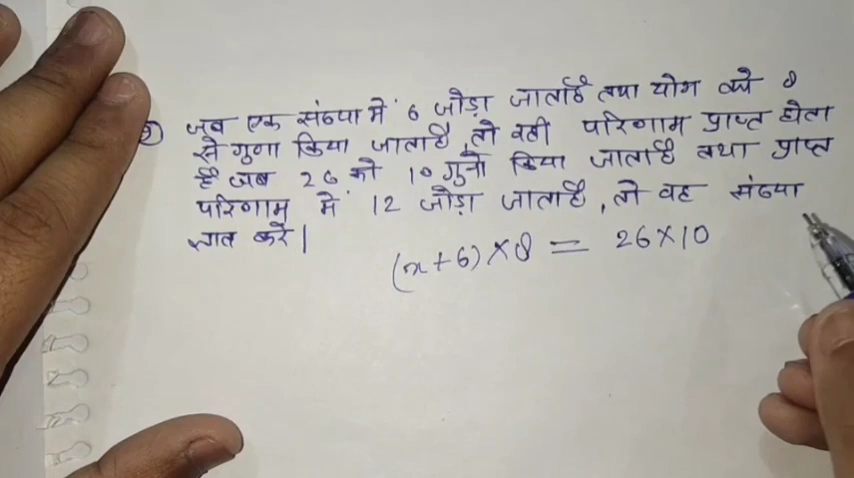 जब एक संख्या में 6 जोड़ा जाता है तथा योग को 8
से गुणा किया जाता है, तो वही परिणाम प्राप्त होता
है जब 26 को 10 गुना किया जाता है तथा प्राप्त
परिणाम में 12 जोड़ा जाता है, तो वह संख्या
ज्ञात करें।
(x+6)×8 = 26×10